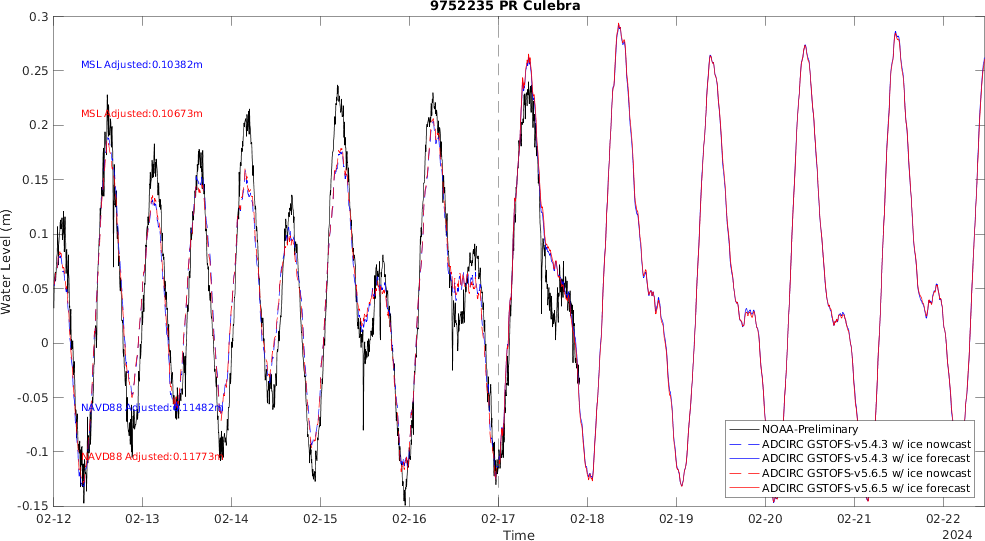 9752235 PR Culebra
0.3
0.25
0.2
0.15
0.1
0.05
0
-0.05
-0.1
-0.15
Water Level (m)
MSL Adjusted:0.10382m
MSL Adjusted:0.10673m
NAVD88 Adjusted:0.11482m
NAVD88 Adjusted:0.11773m
NOAA-Preliminary
ADCIRC GSTOFS-v5.4.3 w/ ice nowcast
ADCIRC GSTOFS-v5.4.3 w/ ice forecast
ADCIRC GSTOFS-v5.6.5 w/ ice nowcast
ADCIRC GSTOFS-v5.6.5 w/ ice forecast
02-12 02-13 02-14 02-15 02-16 02-17 02-18 02-19 02-20 02-21 02-22
Time
2024